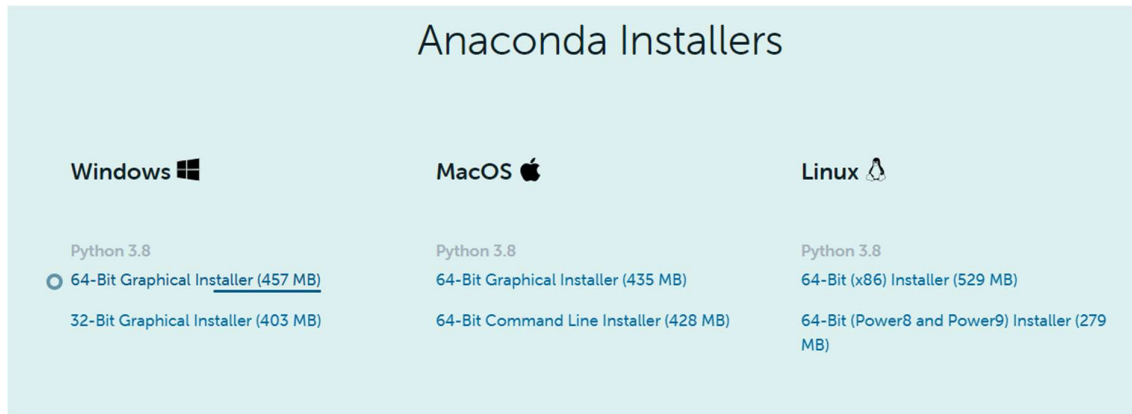 Anaconda Installers
Windows
Python 3.8
64-Bit Graphical Installer (457 MB)
32-Bit Graphical Installer (403 MB)
MacOS
Python 3.8
64-Bit Graphical Installer (435 MB)
64-Bit Command Line Installer (428 MB)
Linux
Python 3.8
64-Bit (x86) Installer (529 MB)
64-Bit (Power8 and Power9) Installer (279
MB)